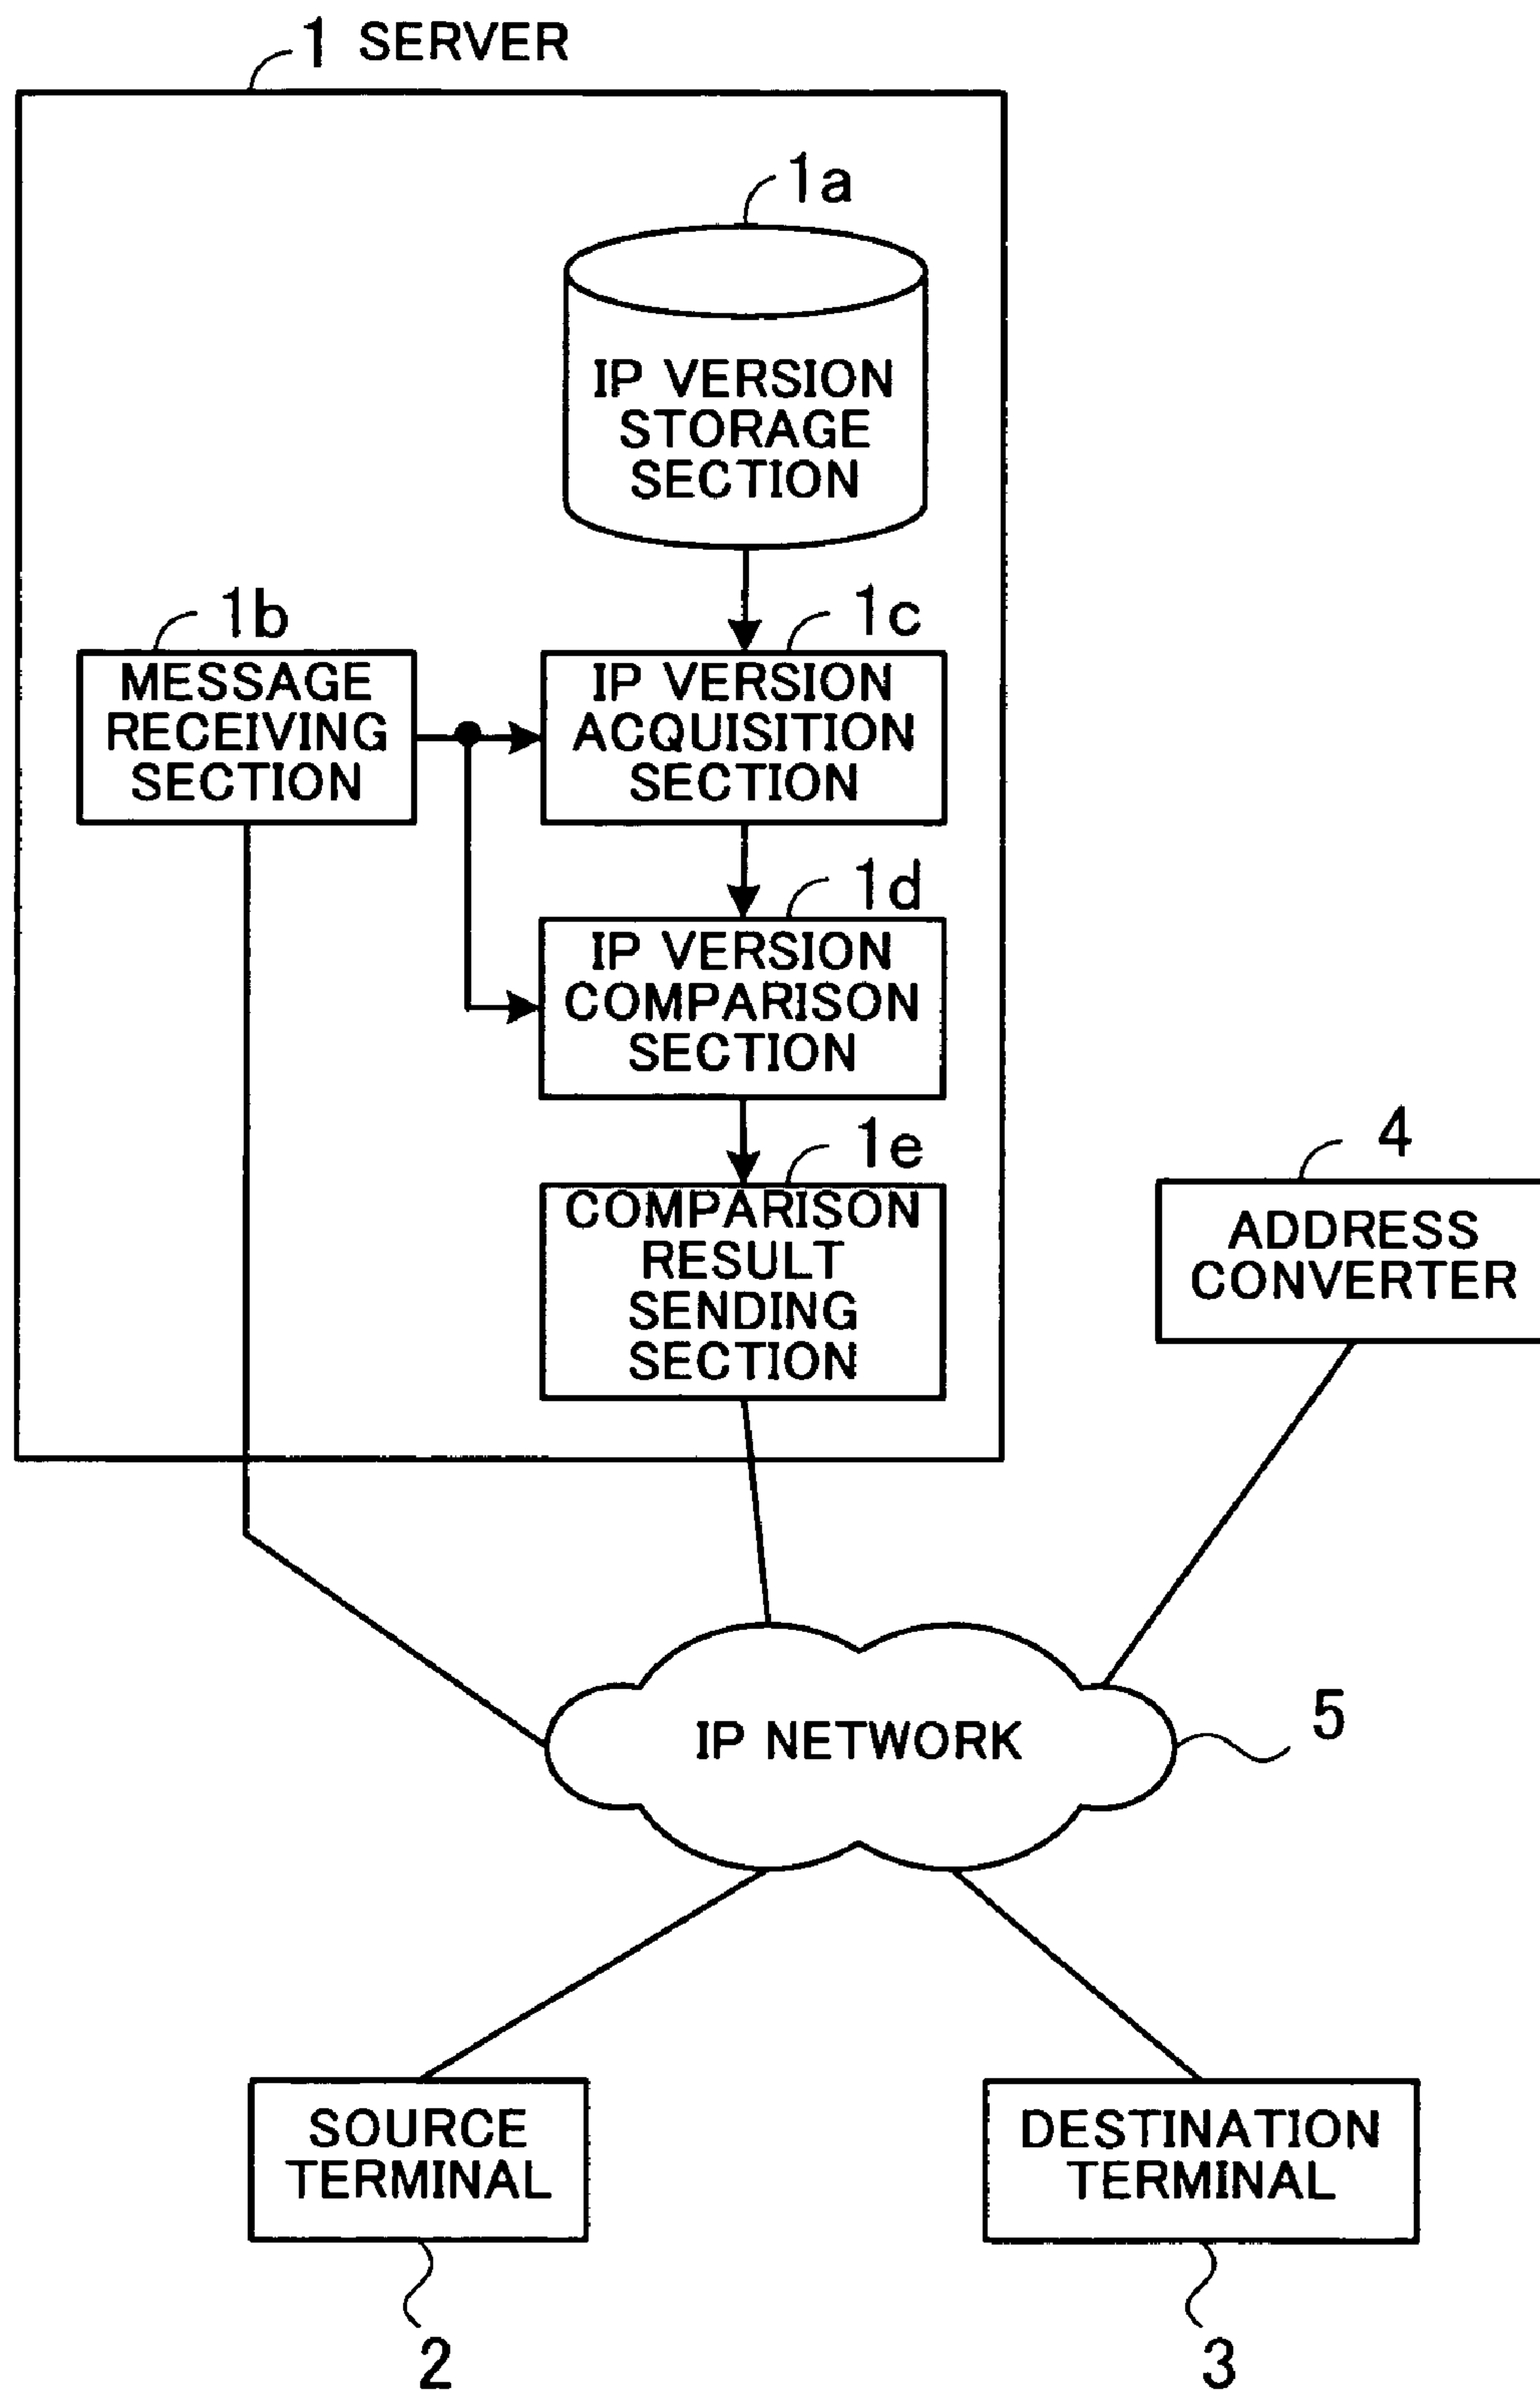 1 SERVER
1a
IP VERSION
STORAGE
SECTION
1b
MESSAGE
RECEIVING
SECTION
1c
IP VERSION
ACQUISITION
SECTION
1d
IP VERSION
COMPARISON
SECTION
1e
COMPARISON
RESULT
SENDING
SECTION
4
ADDRESS
CONVERTER
IP NETWORK
5
SOURCE
TERMINAL
2
DESTINATION
TERMINAL
3